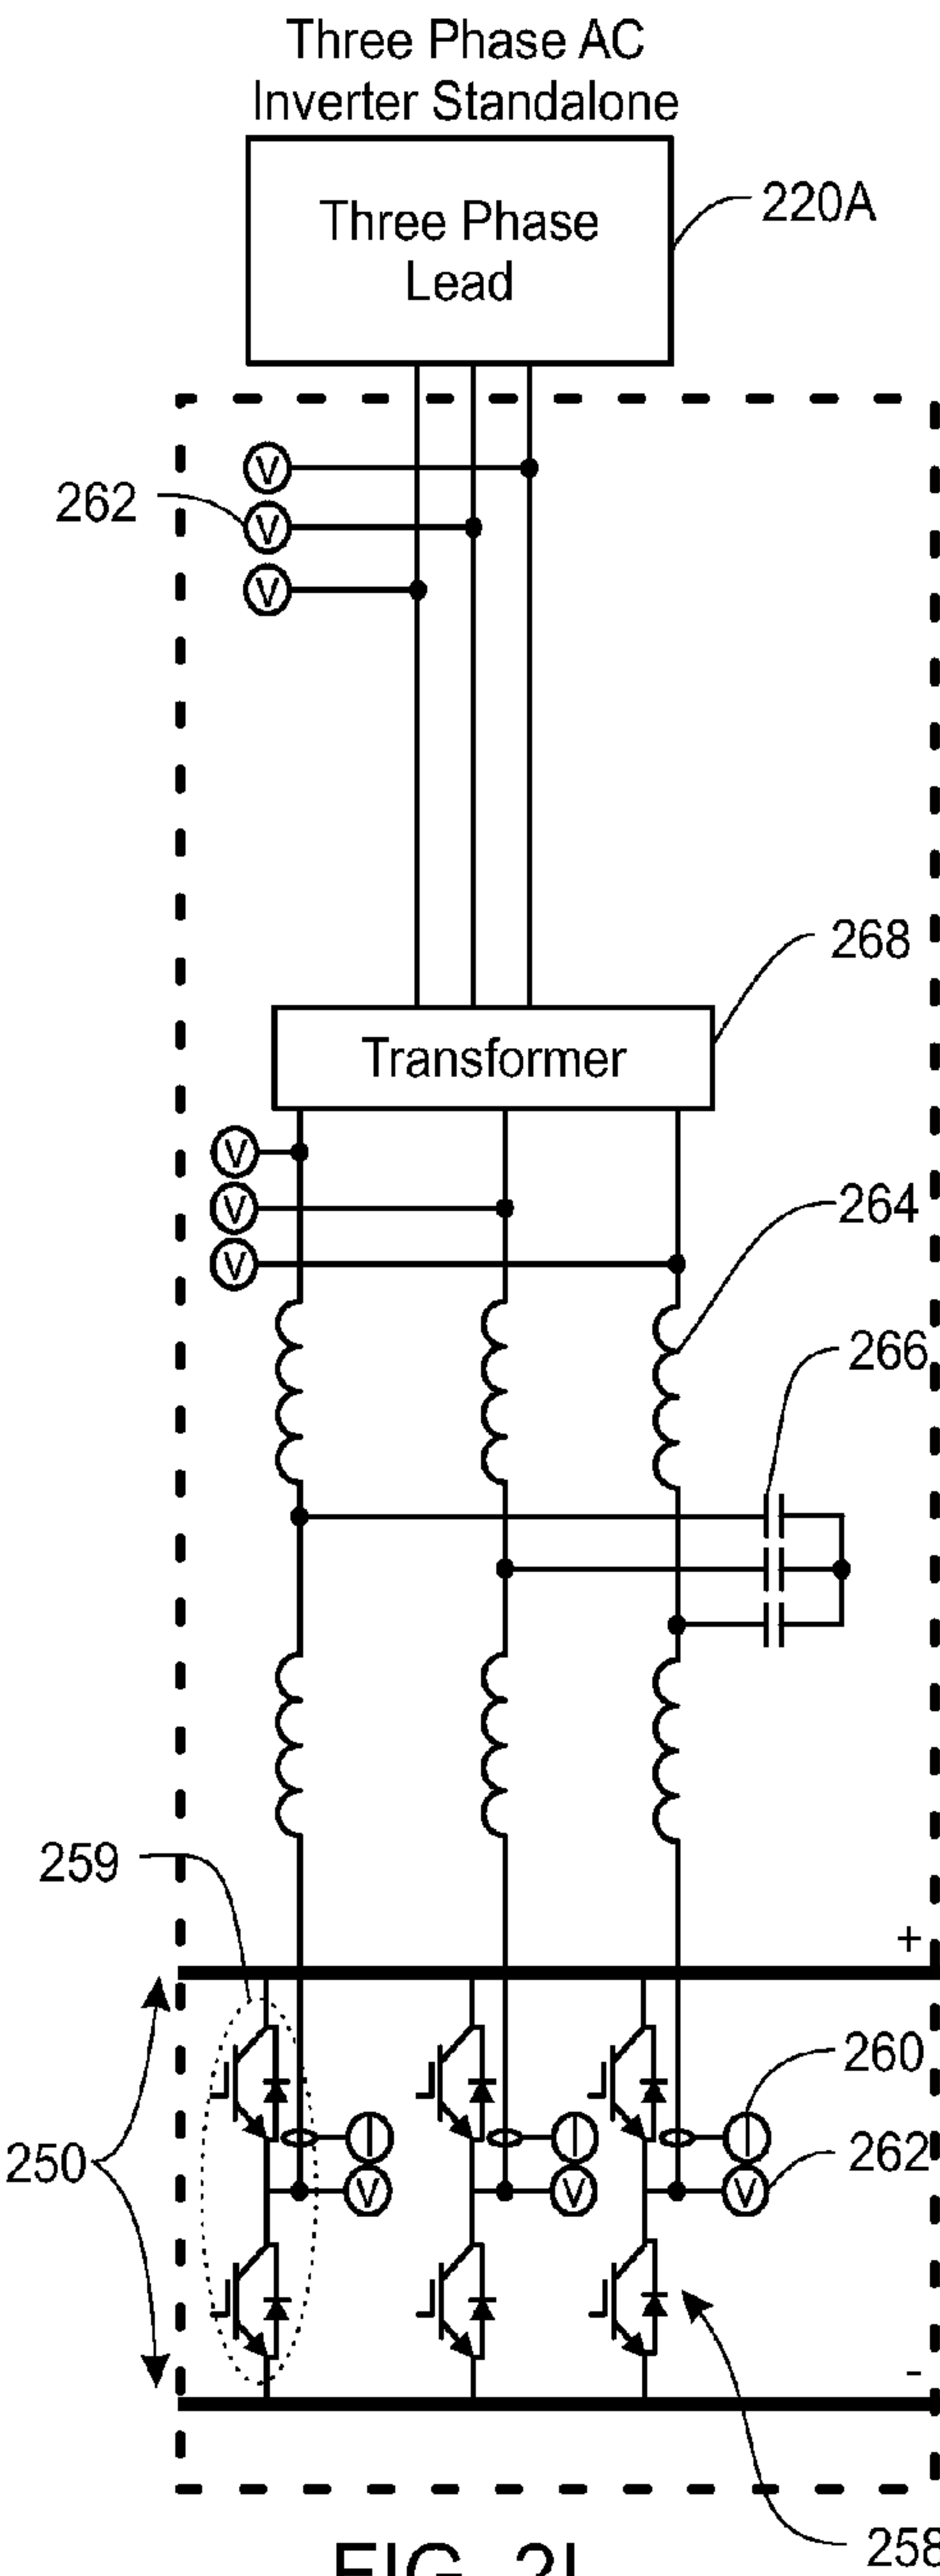 Three Phase AC
Inverter Standalone
Three Phase
Lead
220A
V
262
V
V
268
Transformer
V
V
V
264
266
259
+
260
I
I
I
250
262
V
V
V
-
258